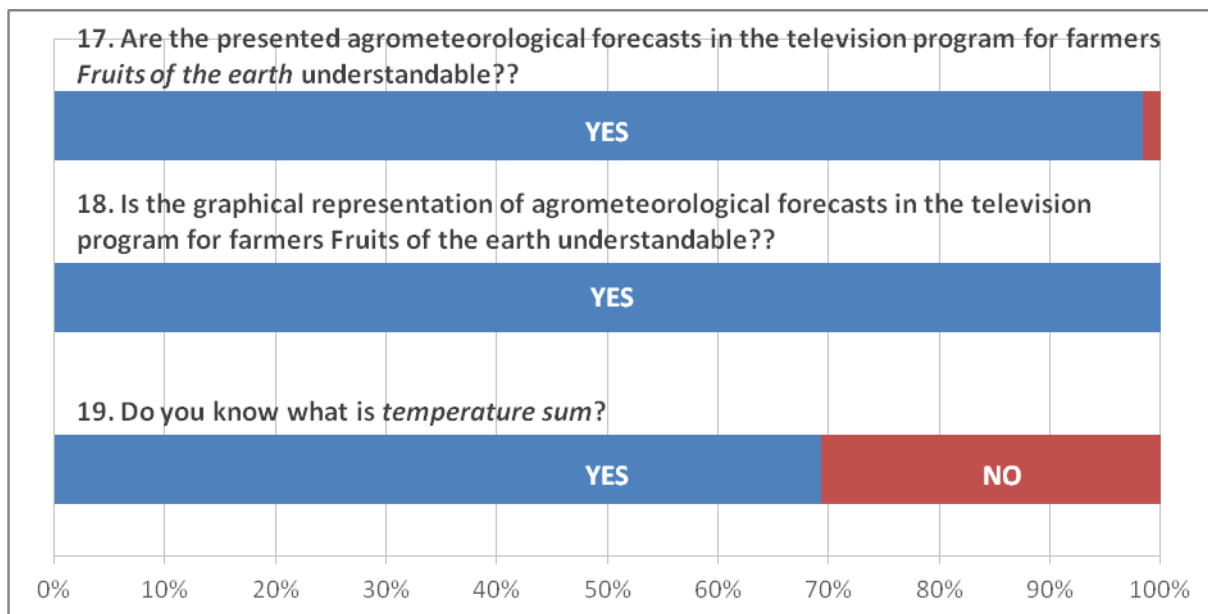 17. Are the presented agrometeorological forecasts in the television program for farmers
Fruits of the earth understandable??
YES
18. Is the graphical representation of agrometeorological forecasts in the television
program for farmers Fruits of the earth understandable??
YES
19. Do you know what is temperature sum?
YES NO
0% 10% 20% 30% 40% 50% 60% 70% 80% 90% 100%